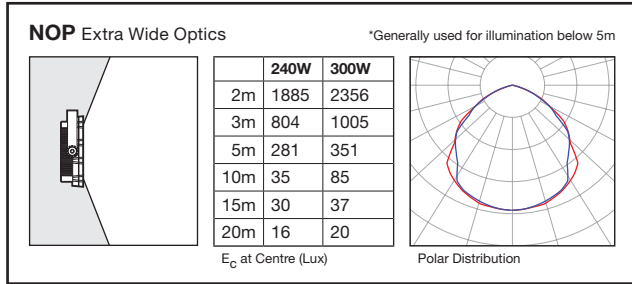 NOP Extra Wide Optics
*Generally used for illumination below 5m
240W 300W
2m 1885 2356
3m 804 1005
5m 281 351
10m 35 85
15m 30 37
20m 16 20
EC at Centre (Lux)
Polar Distribution